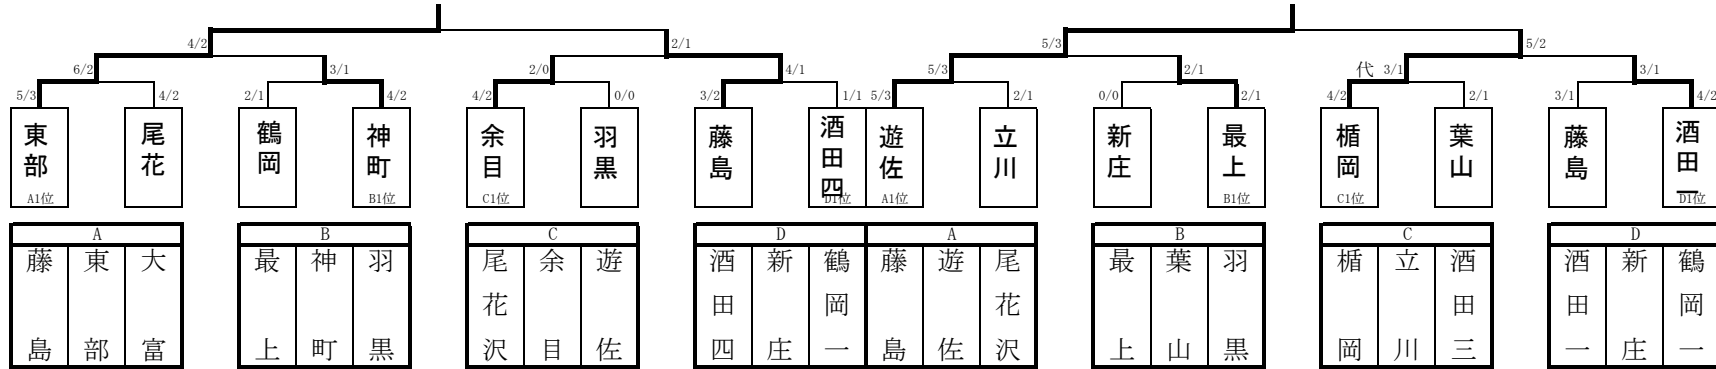 4/2 2/1 5/3 5/2
6/2 3/1 2/0 4/1 5/3 2/1 代 3/1 3/1
5/3 4/2 2/1 4/2 4/2 0/0 3/2 1/1 5/3 2/1 0/0 2/1 4/2 2/1 3/1 4/2
東部 尾花 鶴岡 神町 余目 羽黒 藤島 酒田四 遊佐 立川 新庄 最上 楯岡 葉山 藤島 酒田一
A1位 B1位 C1位 D1位 A1位 B1位 C1位 D1位
A B C D A B C D
藤島 東部 大富 最上 神町 羽黒 尾花沢 余目 遊佐 酒田四 新庄 鶴岡一 藤島 遊佐 尾花沢 最上 葉山 羽黒 楯岡 立川 酒田三 酒田一 新庄 鶴岡一